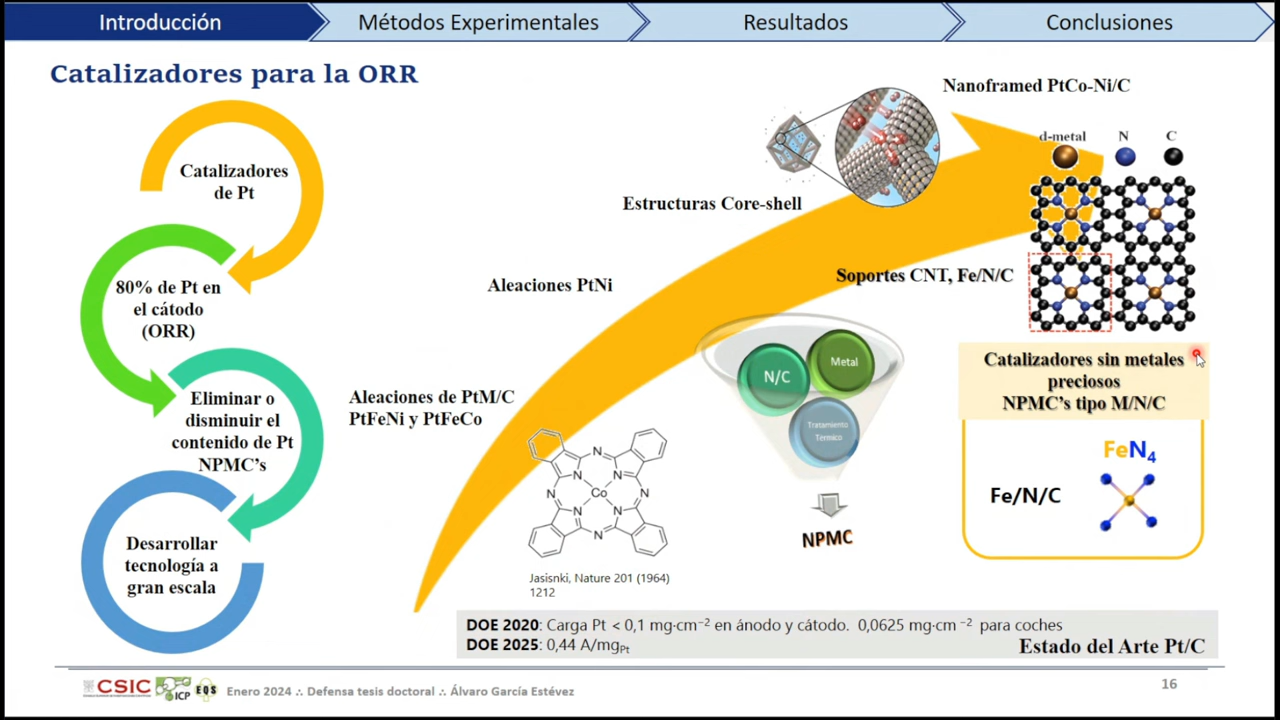 Introducción
Métodos Experimentales
Resultados
Conclusiones
Catalizadores para la ORR
Catalizadores
de Pt
80% de Pt en
el cátodo
(ORR)
Eliminar o
disminuir el
contenido de Pt
NPMC's
Desarrollar
tecnología a
gran escala
Nanoframed PtCo-Ni/C
Estructuras Core-shell
Aleaciones PtNi
Aleaciones de PtM/C
PtFeNi y PtFeCo
d-metal
N
C
Soportes CNT, Fe/N/C
N
N
N
N
Co
N
N
N
N
Jasisnki, Nature 201 (1964)
1212
N/C
Metal
Tratamiento
Térmico
NPMC
Catalizadores sin metales
preciosos
NPMC's tipo M/N/C
FeN4
Fe/N/C
DOE 2020: Carga Pt < 0,1 mg·cm−2 en ánodo y cátodo. 0,0625 mg·cm −2 para coches
DOE 2025: 0,44 A/mgPt
Estado del Arte Pt/C
CSIC
ICP
EQS
Enero 2024 ∴ Defensa tesis doctoral ∴ Álvaro García Estévez
16